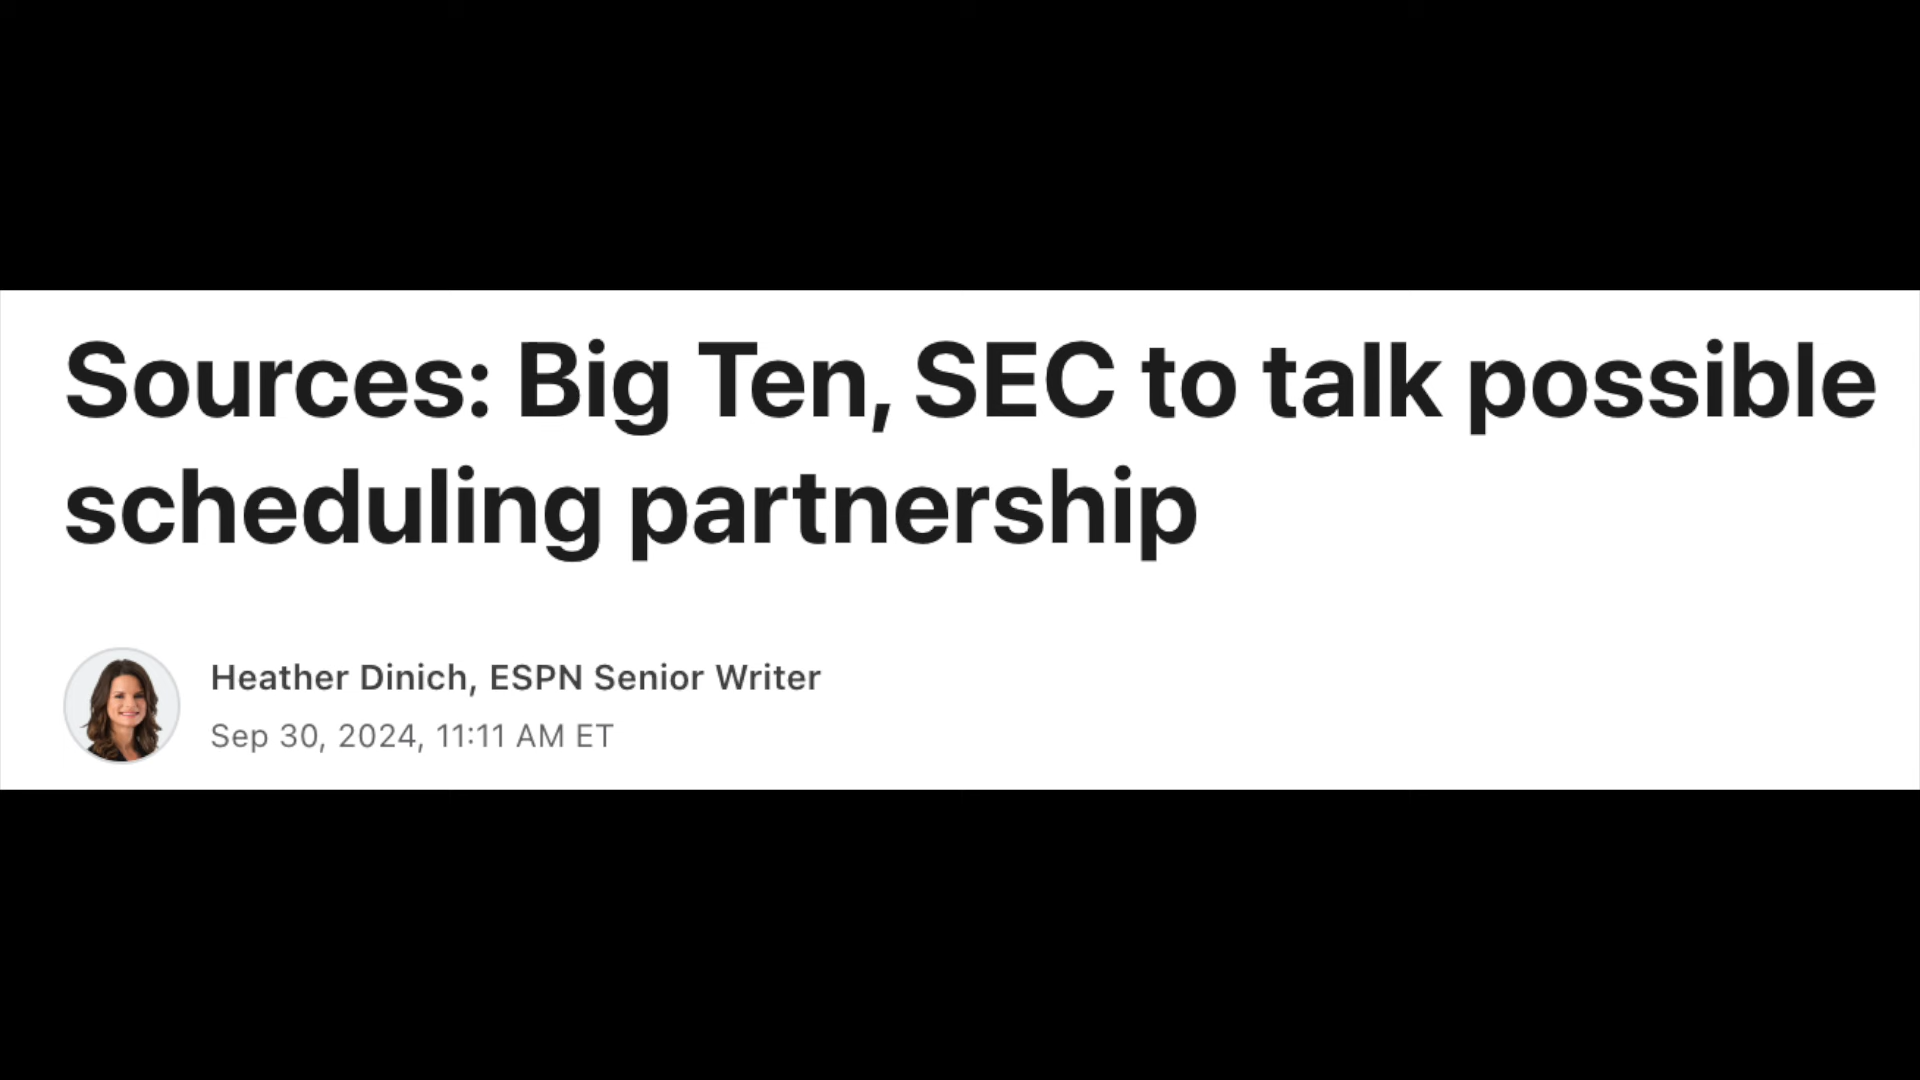 Sources: Big Ten, SEC to talk possible
scheduling partnership
Heather Dinich, ESPN Senior Writer
Sep 30, 2024, 11:11 AM ET